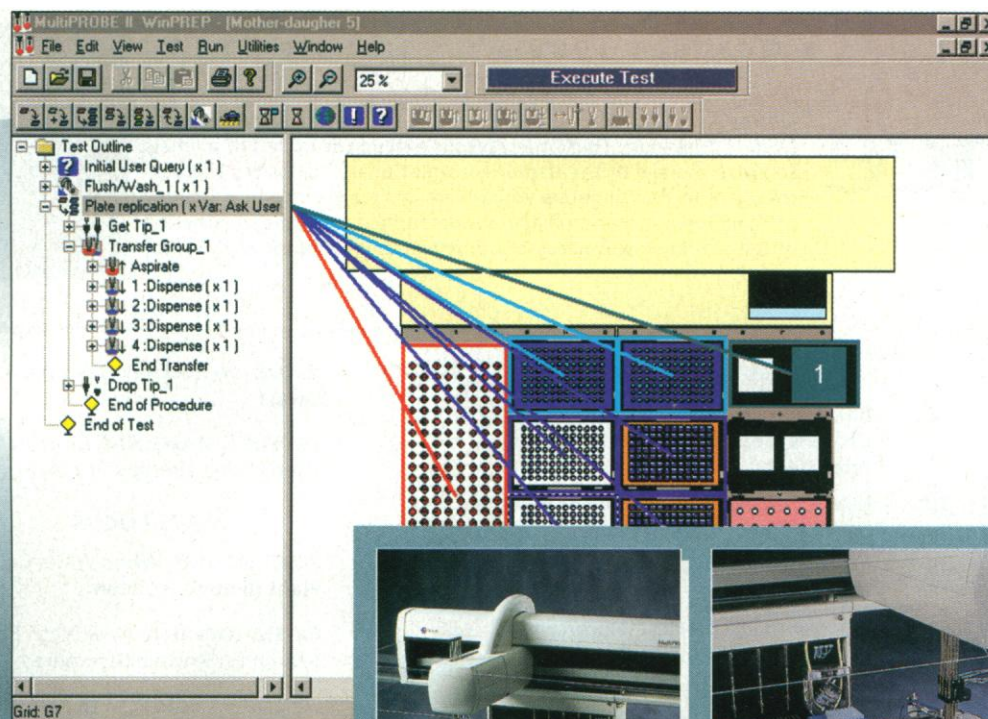 MultiPROBE II WinPREP - [Mother-daugher 5]
File Edit View Test Run Utilities Window Help
25 %
Execute Test
Test Outline
Initial User Query ( x 1 )
Flush/Wash_1 ( x 1 )
Plate replication ( x Var: Ask User
Get Tip_1
Transfer Group_1
Aspirate
1 :Dispense ( x 1 )
2 :Dispense ( x 1 )
3 :Dispense ( x 1 )
4 :Dispense ( x 1 )
End Transfer
Drop Tip_1
End of Procedure
End of Test
1
Grid: G7